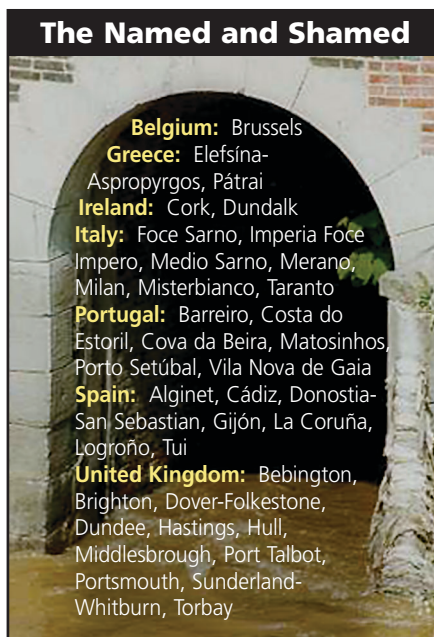 The Named and Shamed
Belgium: Brussels
Greece: Elefsína-
Aspropyrgos, Pátrai
Ireland: Cork, Dundalk
Italy: Foce Sarno, Imperia Foce
Impero, Medio Sarno, Merano,
Milan, Misterbianco, Taranto
Portugal: Barreiro, Costa do
Estoril, Cova da Beira, Matosinhos,
Porto Setúbal, Vila Nova de Gaia
Spain: Alginet, Cádiz, Donostia-
San Sebastian, Gijón, La Coruña,
Logroño, Tui
United Kingdom: Bebington,
Brighton, Dover-Folkestone,
Dundee, Hastings, Hull,
Middlesbrough, Port Talbot,
Portsmouth, Sunderland-
Whitburn, Torbay